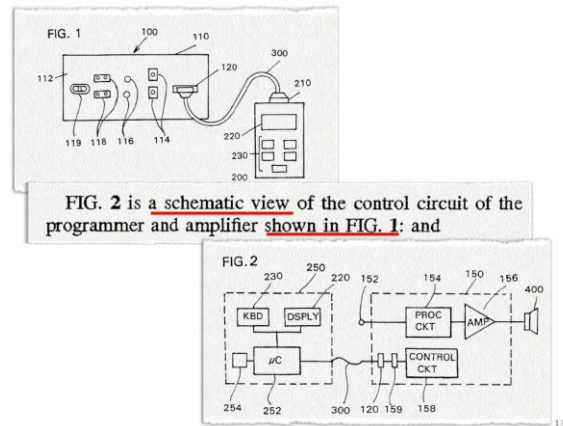 FIG. 1
100
110
300
112
120
210
220
230
200
119
118
116
114
FIG. 2 is a schematic view of the control circuit of the
programmer and amplifier shown in FIG. 1: and
FIG. 2
230
250
220
152
154
150
156
400
KBD
DSPLY
PROC
CKT
AMP
μC
CONTROL
CKT
254
252
300
120
159
158
13